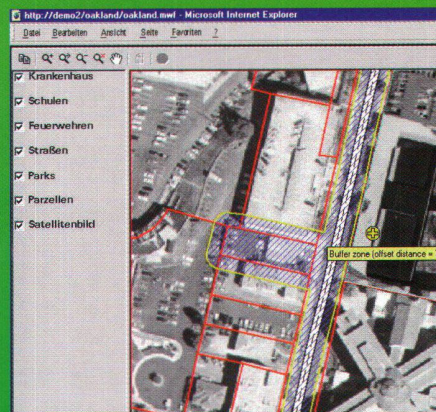 http://demo2/oakland/oakland.mwf - Microsoft Internet Explorer
Datei Bearbeiten Ansicht Seite Favoriten ?
Krankenhaus
Schulen
Feuerwehren
Straßen
Parks
Parzellen
Satellitenbild
Buffer zone (offset distance =